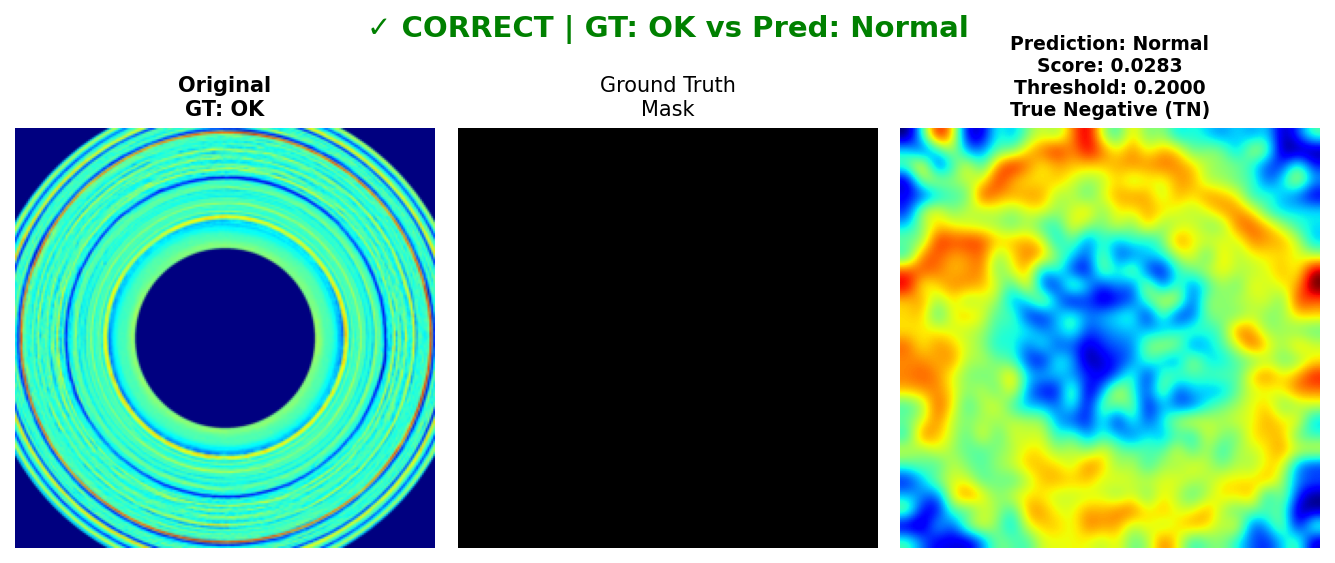 ✓ CORRECT | GT: OK vs Pred: Normal
Original
GT: OK
Ground Truth
Mask
Prediction: Normal
Score: 0.0283
Threshold: 0.2000
True Negative (TN)